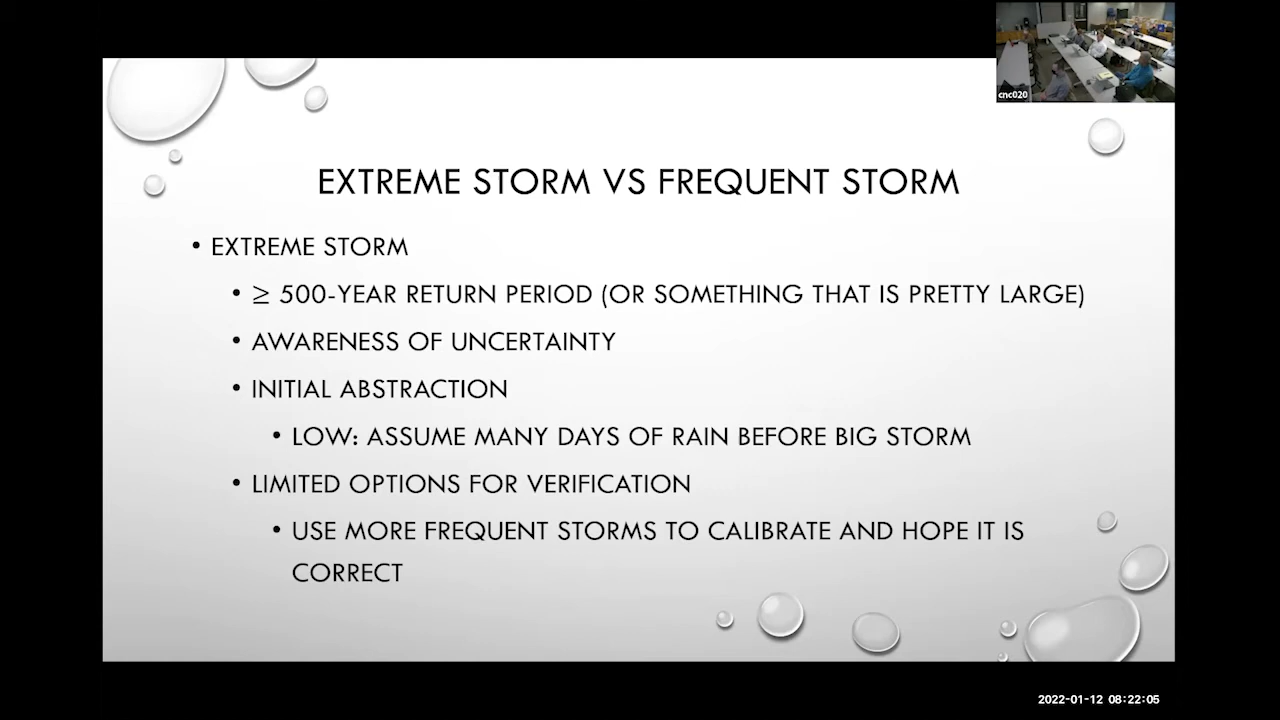 cnc020
EXTREME STORM VS FREQUENT STORM
• EXTREME STORM
• ≥ 500-YEAR RETURN PERIOD (OR SOMETHING THAT IS PRETTY LARGE)
• AWARENESS OF UNCERTAINTY
• INITIAL ABSTRACTION
• LOW: ASSUME MANY DAYS OF RAIN BEFORE BIG STORM
• LIMITED OPTIONS FOR VERIFICATION
• USE MORE FREQUENT STORMS TO CALIBRATE AND HOPE IT IS
CORRECT
2022-01-12 08:22:05